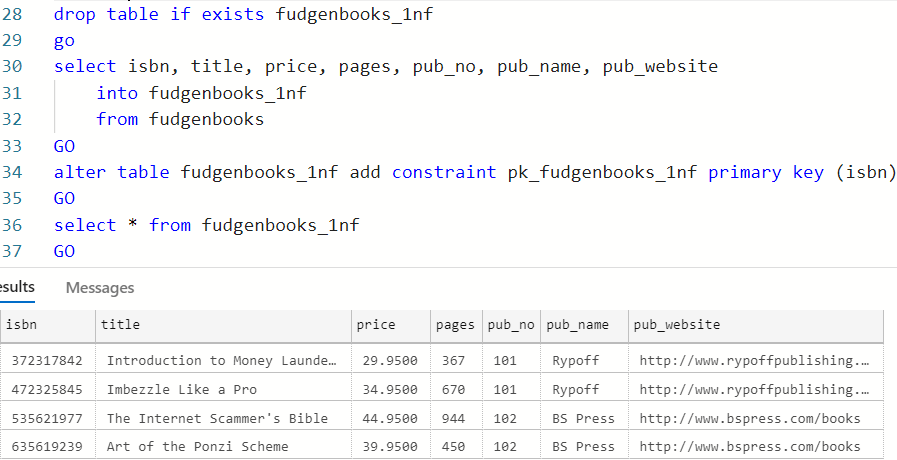 28 drop table if exists fudgenbooks_1nf
29 go
30 select isbn, title, price, pages, pub_no, pub_name, pub_website
31 into fudgenbooks_1nf
32 from fudgenbooks
33 GO
34 alter table fudgenbooks_1nf add constraint pk_fudgenbooks_1nf primary key (isbn)
35 GO
36 select * from fudgenbooks_1nf
37 GO
esults Messages
isbn title price pages pub_no pub_name pub_website
372317842 Introduction to Money Launde… 29.9500 367 101 Rypoff http://www.rypoffpublishing.…
472325845 Imbezzle Like a Pro 34.9500 670 101 Rypoff http://www.rypoffpublishing.…
535621977 The Internet Scammer's Bible 44.9500 944 102 BS Press http://www.bspress.com/books
635619239 Art of the Ponzi Scheme 39.9500 450 102 BS Press http://www.bspress.com/books